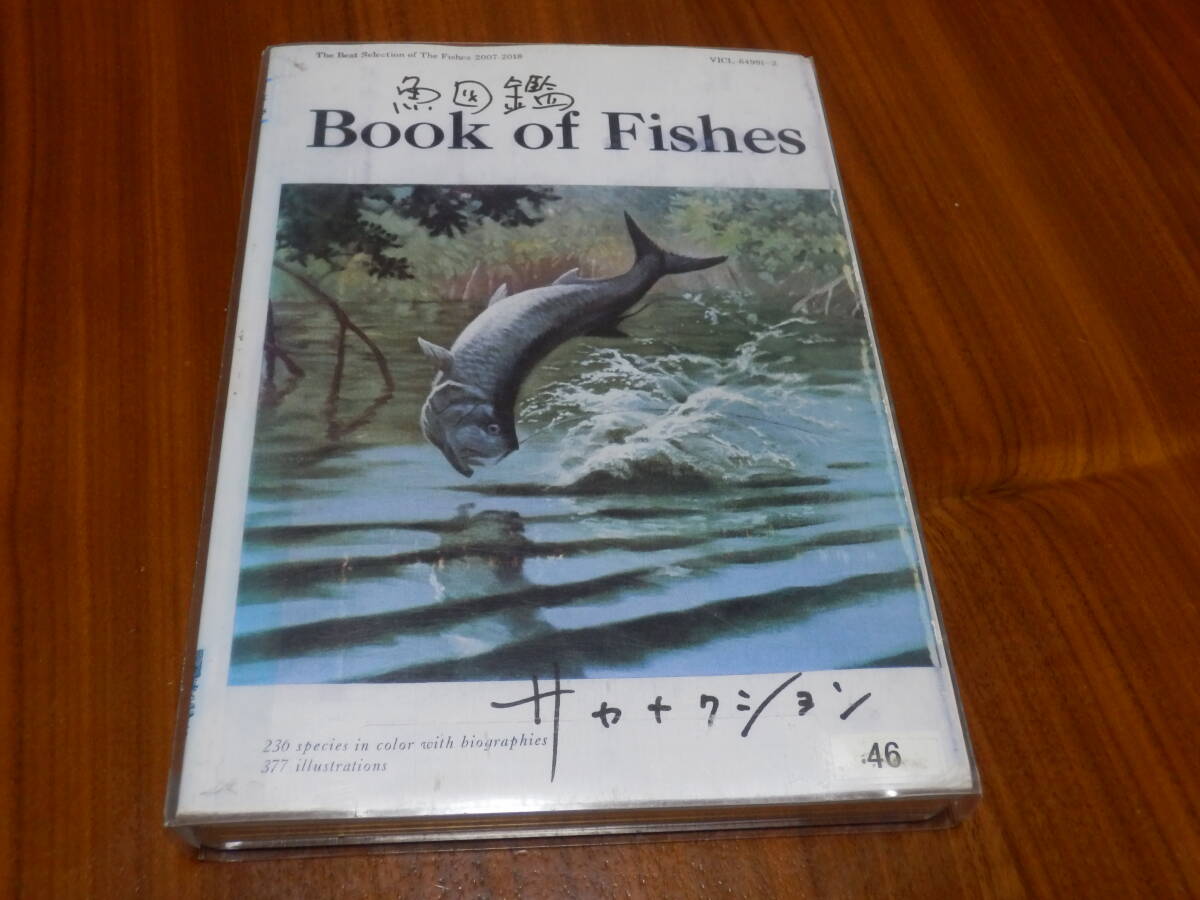 The Best Selection of The Fishes 2007-2018
VICL-64991-2
魚図鑑
Book of Fishes
サカナクション
236 species in color with biographies
377 illustrations
46